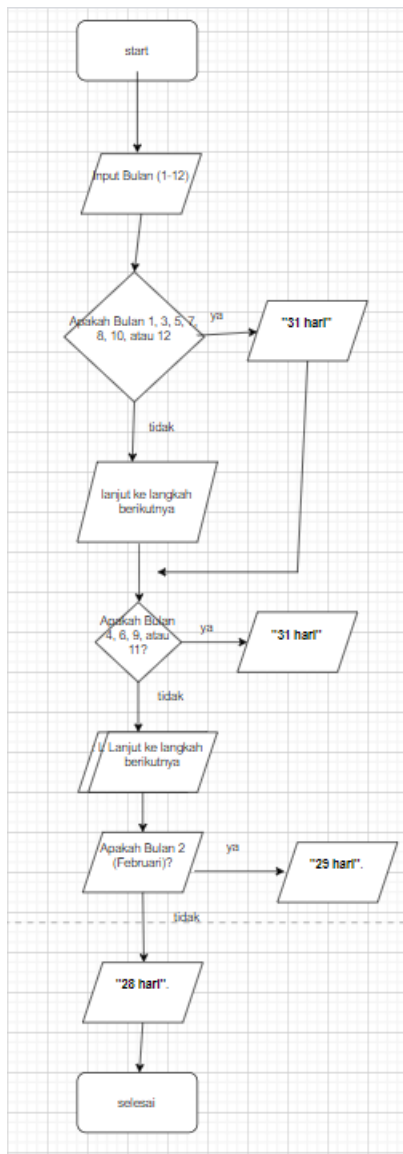 start
Input Bulan (1-12)
Apakah Bulan 1, 3, 5, 7,
8, 10, atau 12
ya
"31 hari"
tidak
lanjut ke langkah
berikutnya
Apakah Bulan
4, 6, 9, atau
11?
ya
"31 hari"
tidak
Lanjut ke langkah
berikutnya
Apakah Bulan 2
(Februari)?
ya
"29 hari".
tidak
"28 hari".
selesai